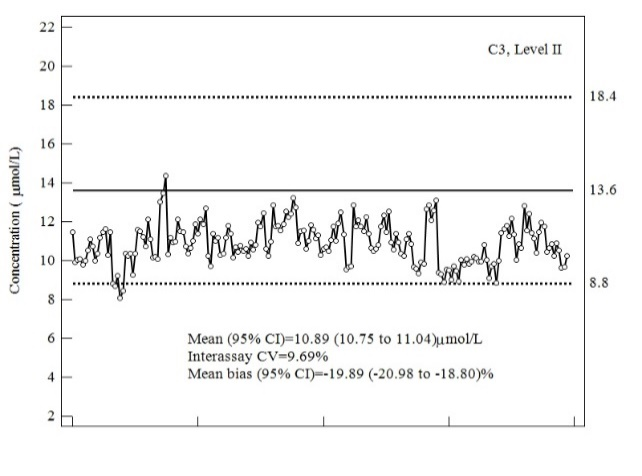 22
20
18
16
14
12
10
8
6
4
2
Concentration ( μmol/L)
C3, Level II
18.4
13.6
8.8
Mean (95% CI)=10.89 (10.75 to 11.04)μmol/L
Interassay CV=9.69%
Mean bias (95% CI)=-19.89 (-20.98 to -18.80)%